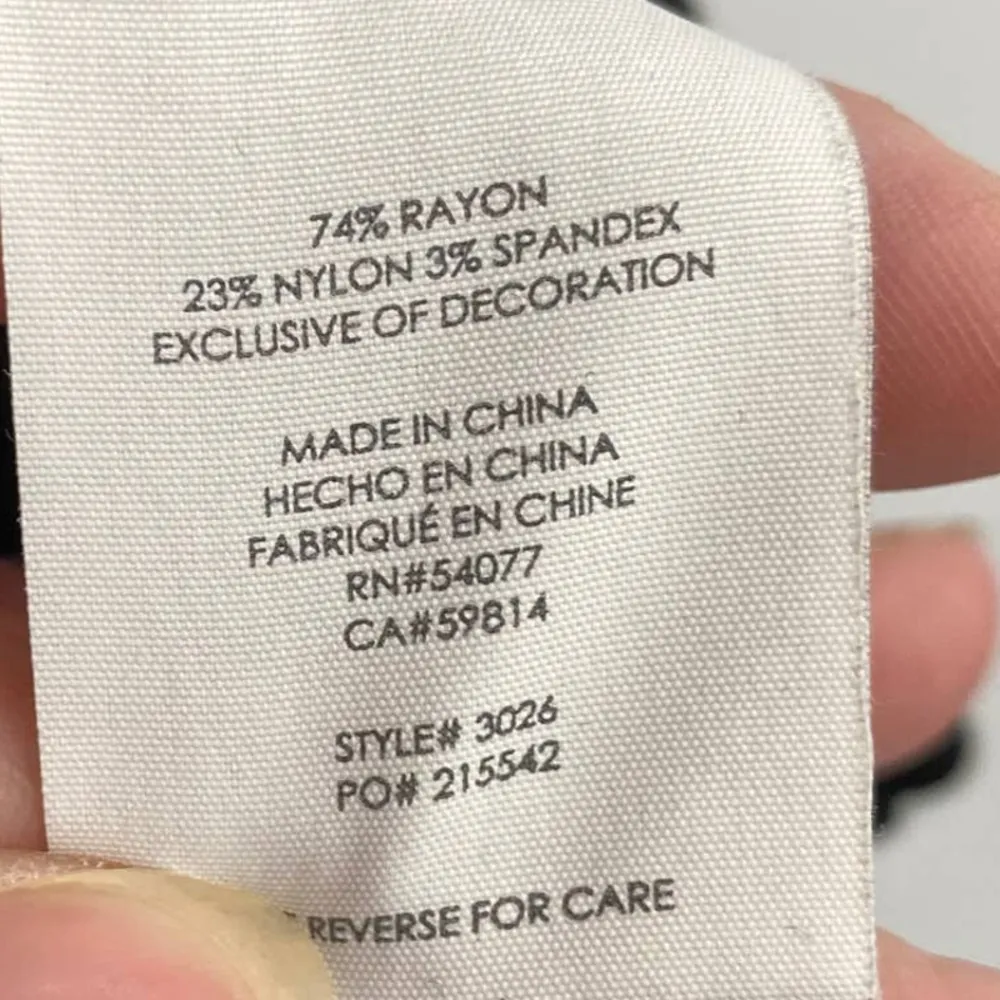 74% RAYON
23% NYLON 3% SPANDEX
EXCLUSIVE OF DECORATION
MADE IN CHINA
HECHO EN CHINA
FABRIQUÉ EN CHINE
RN#54077
CA#59814
STYLE# 3026
PO# 215542
REVERSE FOR CARE